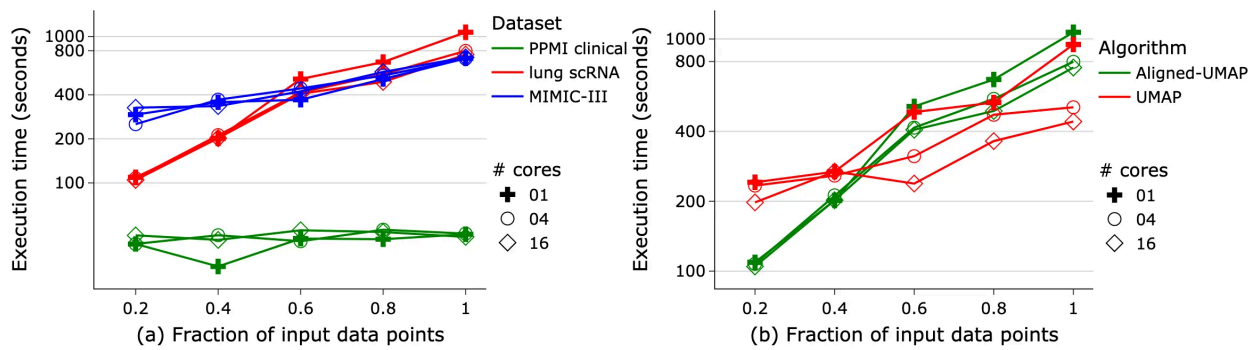 Execution time (seconds)
1000
800
400
200
100
0.2
0.4
0.6
0.8
1
(a) Fraction of input data points
Dataset
PPMI clinical
lung scRNA
MIMIC-III
# cores
01
04
16
Execution time (seconds)
1000
800
400
200
100
0.2
0.4
0.6
0.8
1
(b) Fraction of input data points
Algorithm
Aligned-UMAP
UMAP
# cores
01
04
16